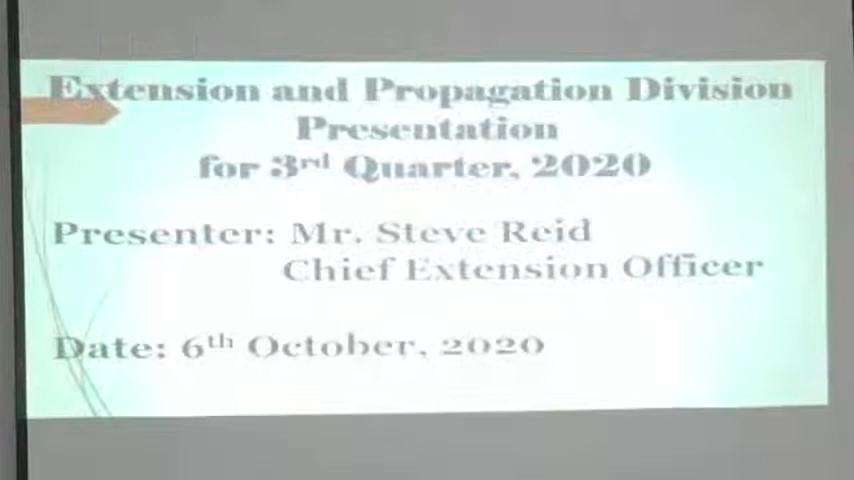 Extension and Propagation Division
Presentation
for 3rd Quarter, 2020
Presenter: Mr. Steve Reid
Chief Extension Officer
Date: 6th October, 2020